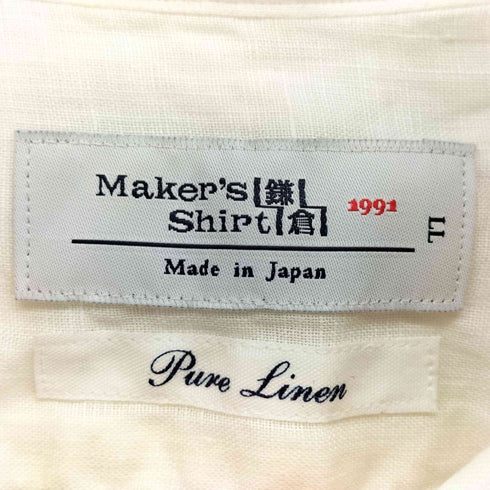 Maker's 鎌
Shirt 倉
1991
LL
Made in Japan
Pure Linen